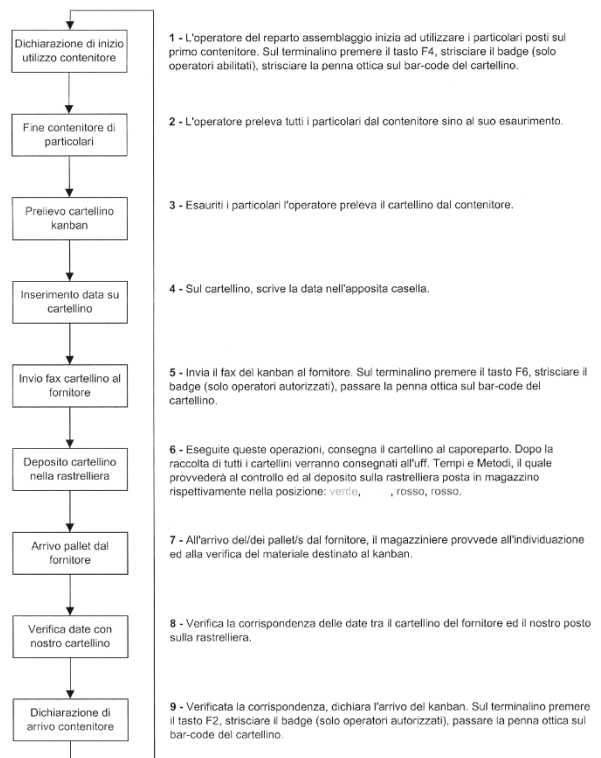 Dichiarazione di inizio
utilizzo contenitore
1 - L'operatore del reparto assemblaggio inizia ad utilizzare i particolari posti sul
primo contenitore. Sul terminalino premere il tasto F4, strisciare il badge (solo
operatori abilitati), strisciare la penna ottica sul bar-code del cartellino.
Fine contenitore di
particolari
2 - L'operatore preleva tutti i particolari dal contenitore sino al suo esaurimento.
Prelievo cartellino
kanban
3 - Esauriti i particolari l'operatore preleva il cartellino dal contenitore.
Inserimento data su
cartellino
4 - Sul cartellino, scrive la data nell'apposita casella.
Invio fax cartellino al
fornitore
5 - Invia il fax del kanban al fornitore. Sul terminalino premere il tasto F6, strisciare il
badge (solo operatori autorizzati), passare la penna ottica sul bar-code del
cartellino.
Deposito cartellino
nella rastrelliera
6 - Eseguite queste operazioni, consegna il cartellino al caporeparto. Dopo la
raccolta di tutti i cartellini verranno consegnati all'uff. Tempi e Metodi, il quale
provvederà al controllo ed al deposito sulla rastrelliera posta in magazzino
rispettivamente nella posizione: verde, , rosso, rosso.
Arrivo pallet dal
fornitore
7 - All'arrivo del/dei pallet/s dal fornitore, il magazziniere provvede all'individuazione
ed alla verifica del materiale destinato al kanban.
Verifica date con
nostro cartellino
8 - Verifica la corrispondenza delle date tra il cartellino del fornitore ed il nostro posto
sulla rastrelliera.
Dichiarazione di
arrivo contenitore
9 - Verificata la corrispondenza, dichiara l'arrivo del kanban. Sul terminalino premere
il tasto F2, strisciare il badge (solo operatori autorizzati), passare la penna ottica sul
bar-code del cartellino.